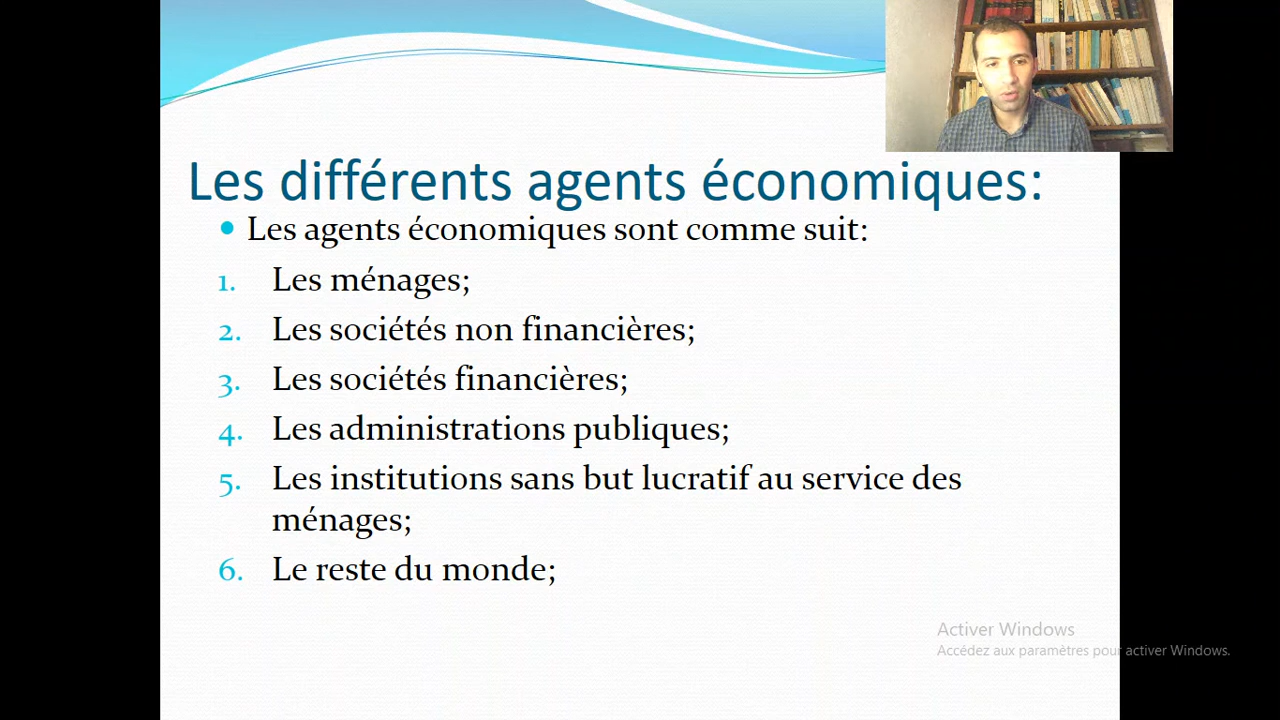 Les différents agents économiques:
• Les agents économiques sont comme suit:
1. Les ménages;
2. Les sociétés non financières;
3. Les sociétés financières;
4. Les administrations publiques;
5. Les institutions sans but lucratif au service des
ménages;
6. Le reste du monde;
Activer Windows
Accédez aux paramètres pour activer Windows.